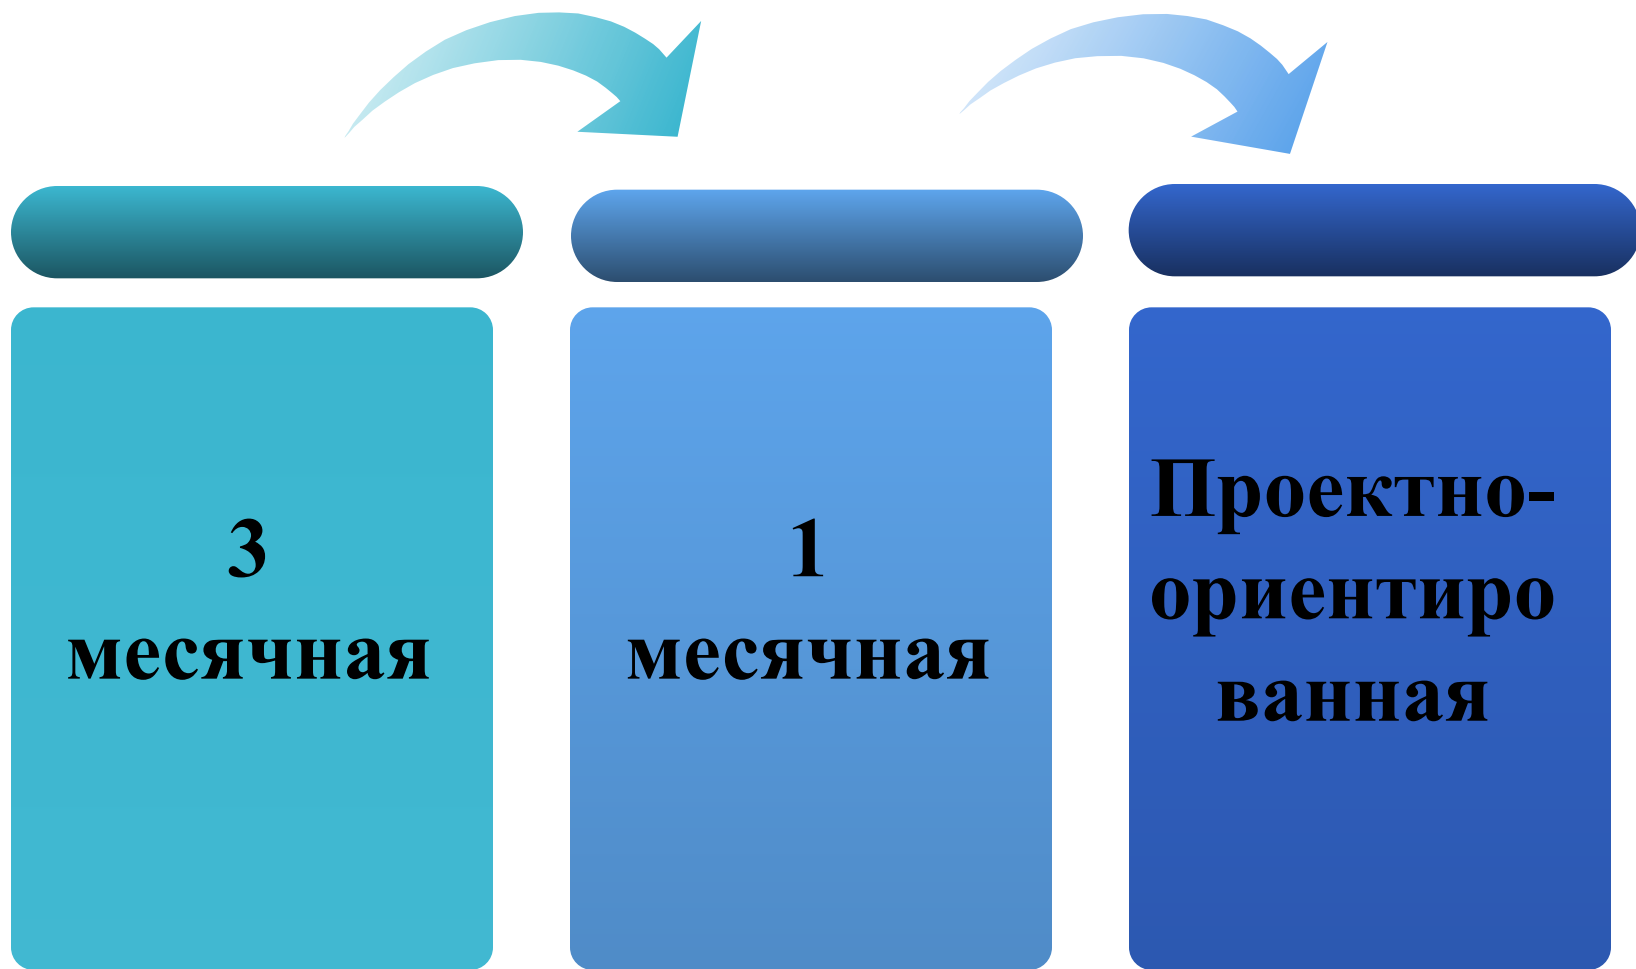 3
месячная
1
месячная
Проектно-
ориентиро
ванная